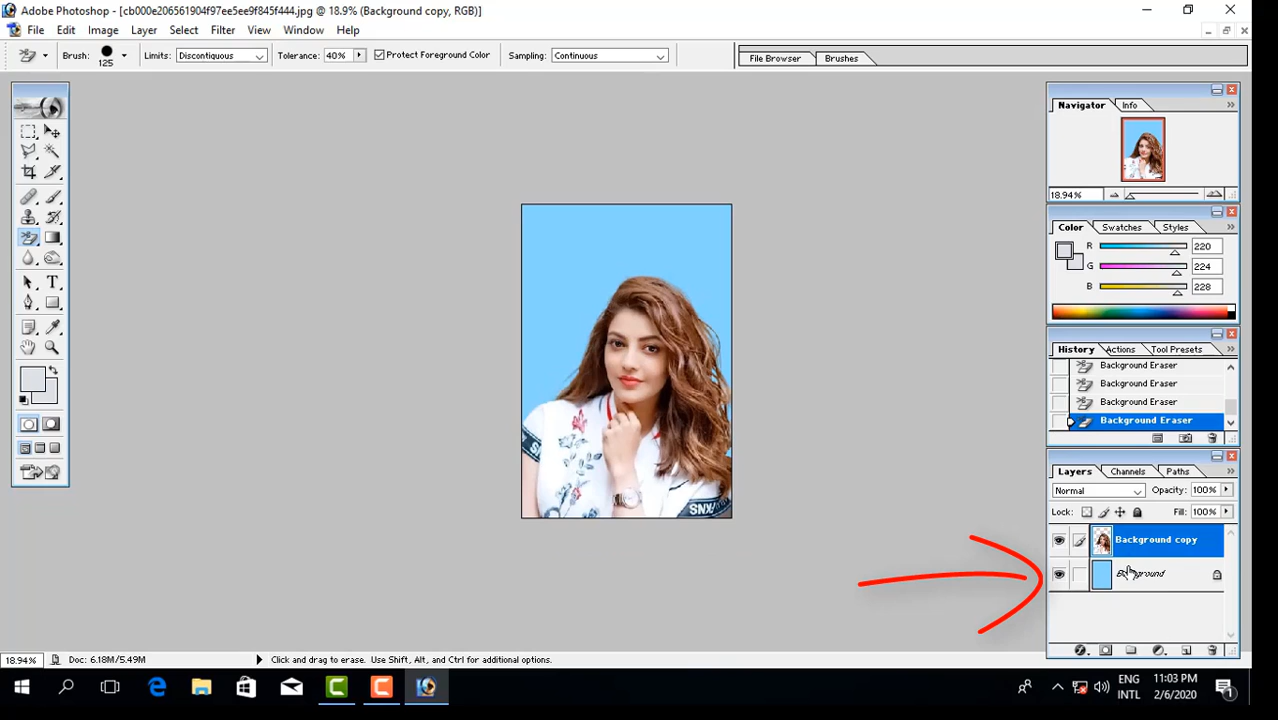 Adobe Photoshop - [cb000e206561904f97ee5ee9f845f444.jpg @ 18.9% (Background copy, RGB)]
File Edit Image Layer Select Filter View Window Help
Brush: 125 Limits: Discontiguous Tolerance: 40% Protect Foreground Color Sampling: Continuous File Browser Brushes
Navigator Info
18.94%
Color Swatches Styles
R 220
G 224
B 228
History Actions Tool Presets
Background Eraser
Background Eraser
Background Eraser
Background Eraser
Layers Channels Paths
Normal Opacity: 100%
Lock: Fill: 100%
Background copy
Background
SNX
18.94% Doc: 6.18M/5.49M Click and drag to erase. Use Shift, Alt, and Ctrl for additional options.
ENG 11:03 PM
INTL 2/6/2020
1